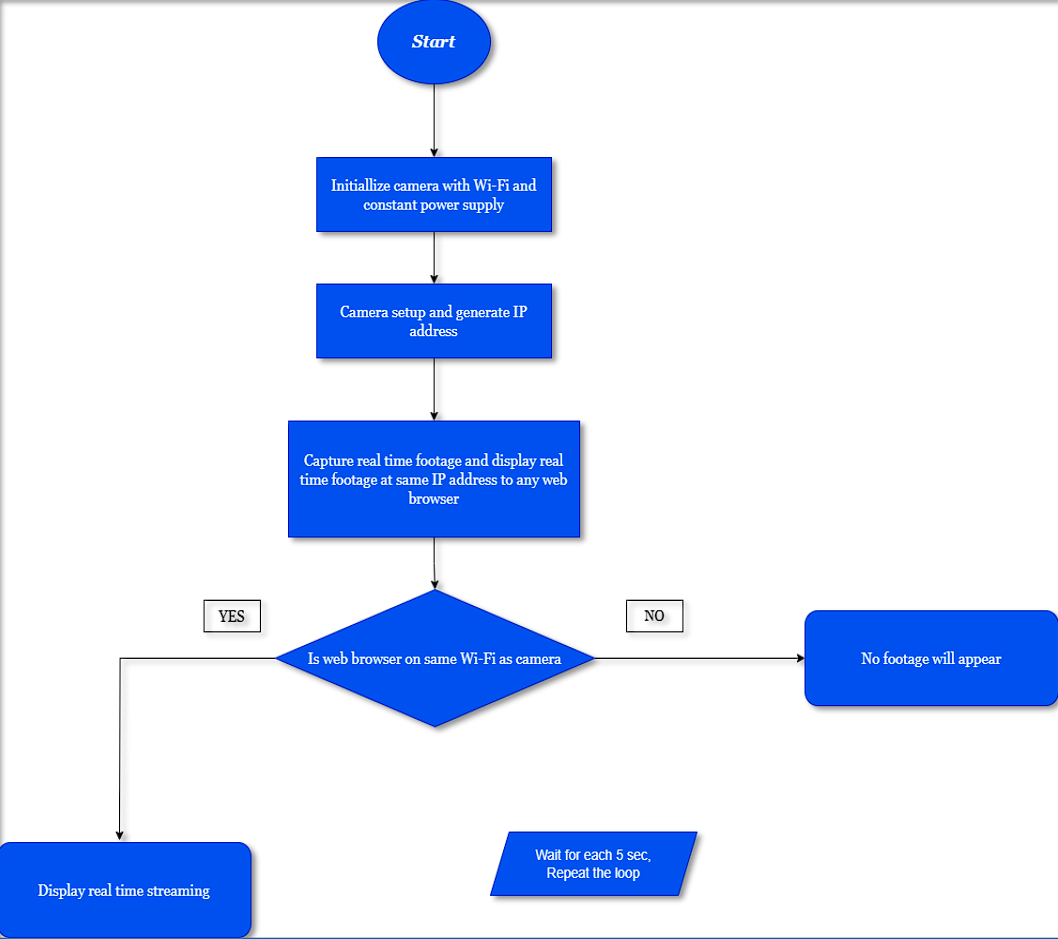 Start
Initiallize camera with Wi-Fi and
constant power supply
Camera setup and generate IP
address
Capture real time footage and display real
time footage at same IP address to any web
browser
YES
NO
Is web browser on same Wi-Fi as camera
No footage will appear
Wait for each 5 sec,
Repeat the loop
Display real time streaming